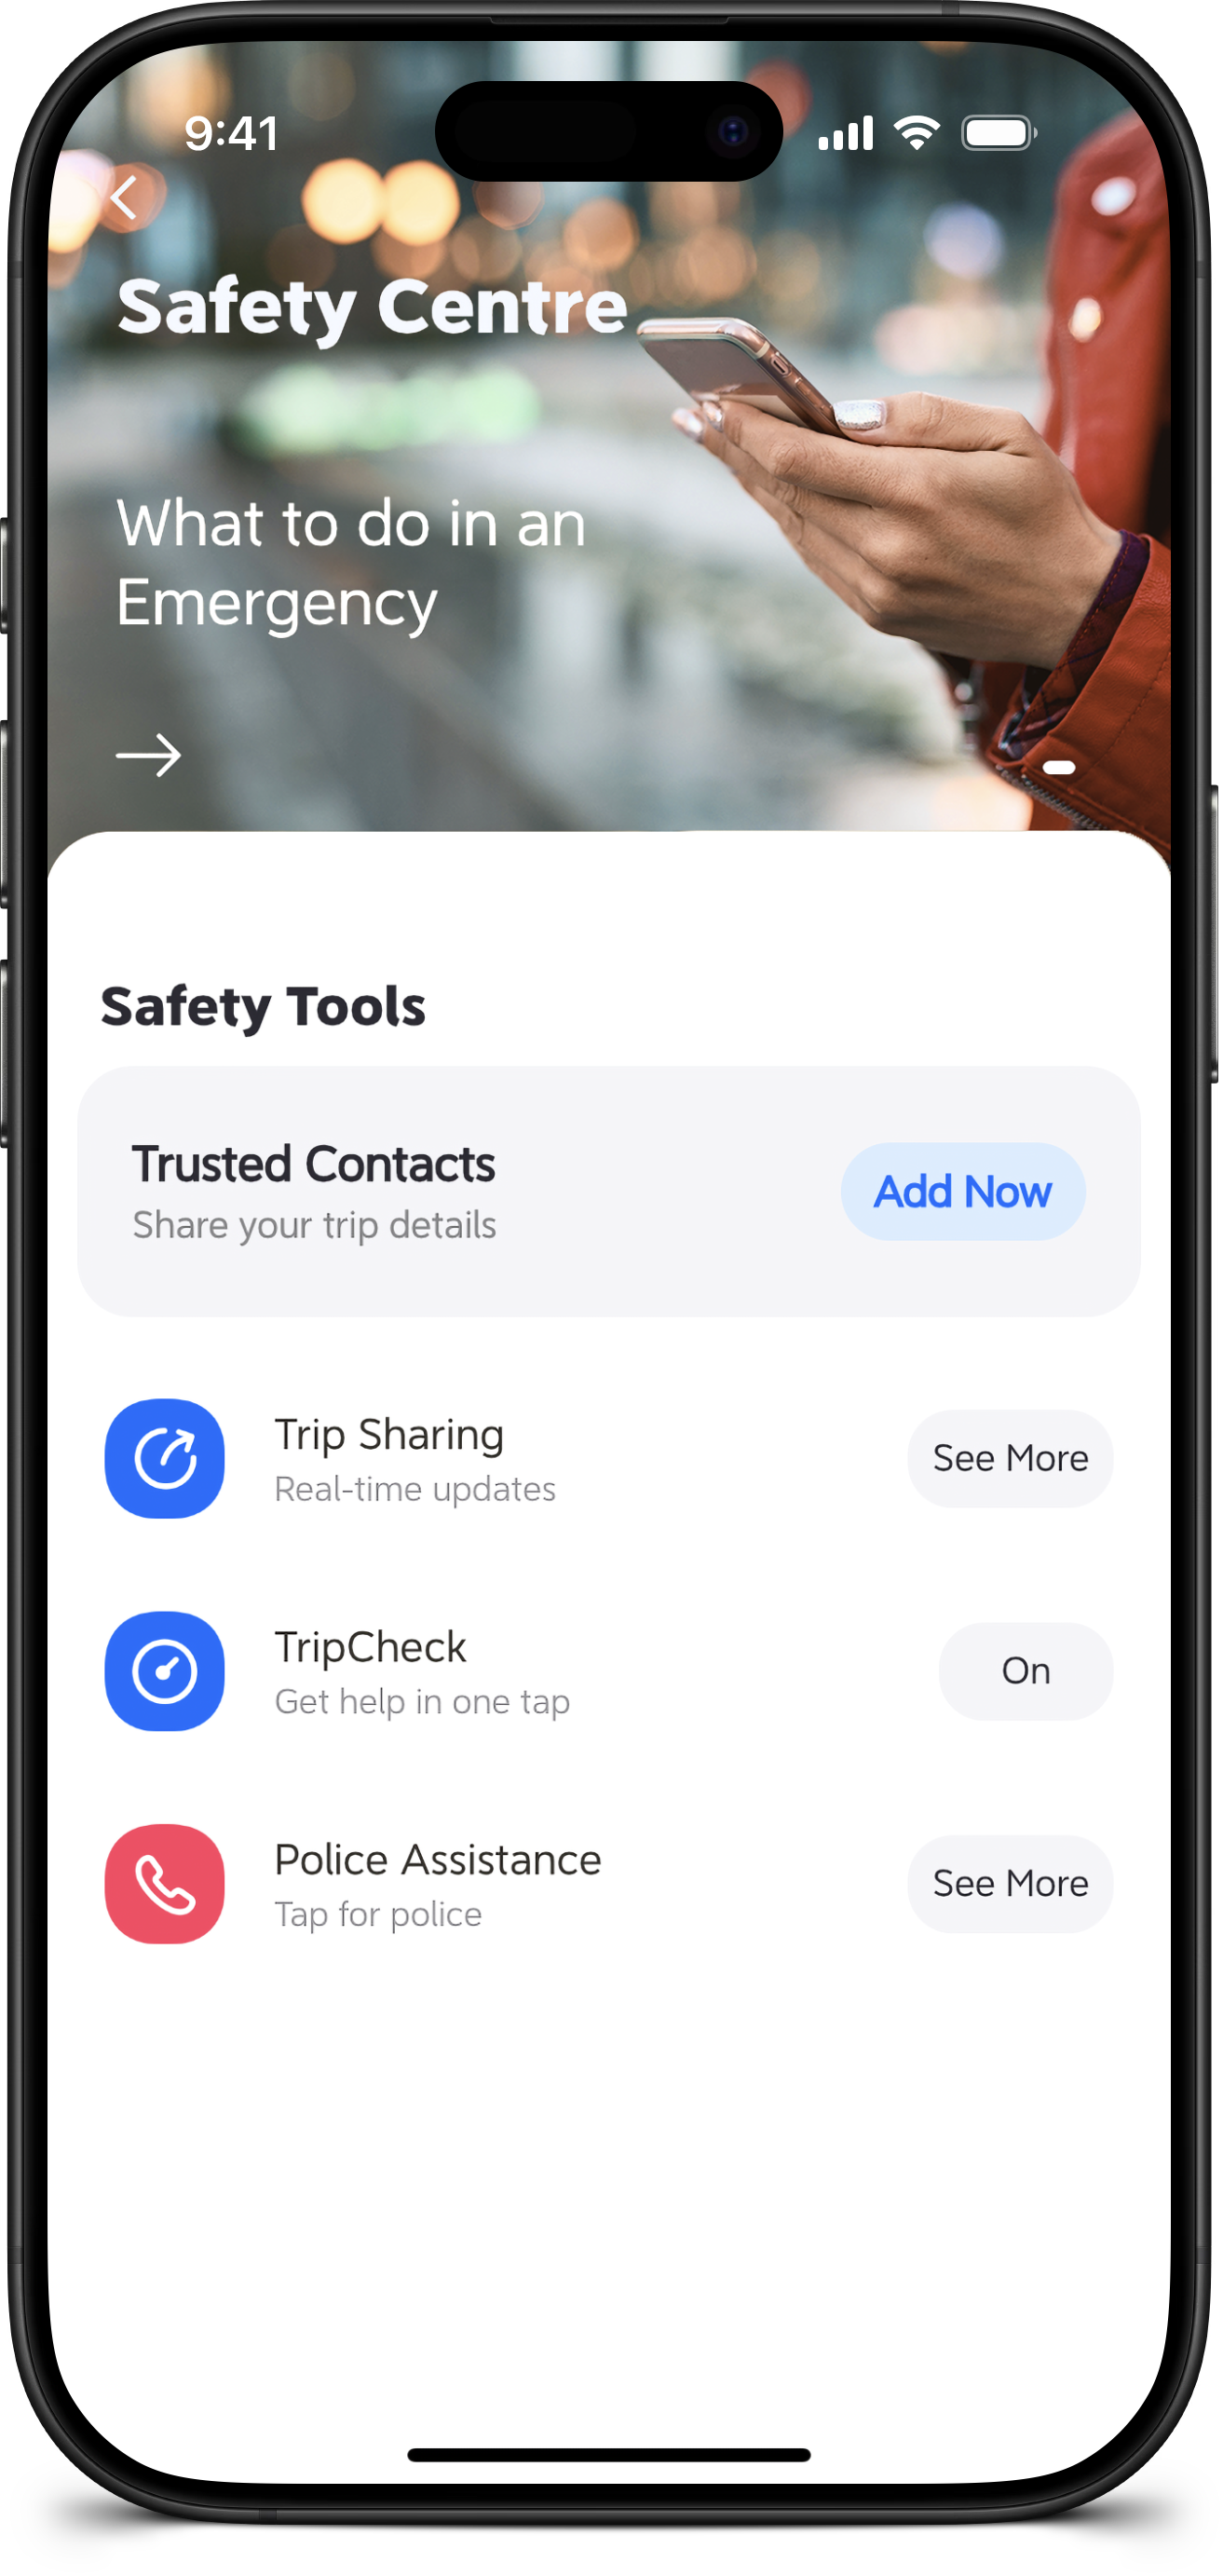 9:41
Safety Centre
What to do in an
Emergency
Safety Tools
Trusted Contacts
Share your trip details
Add Now
Trip Sharing
Real-time updates
See More
TripCheck
Get help in one tap
On
Police Assistance
Tap for police
See More